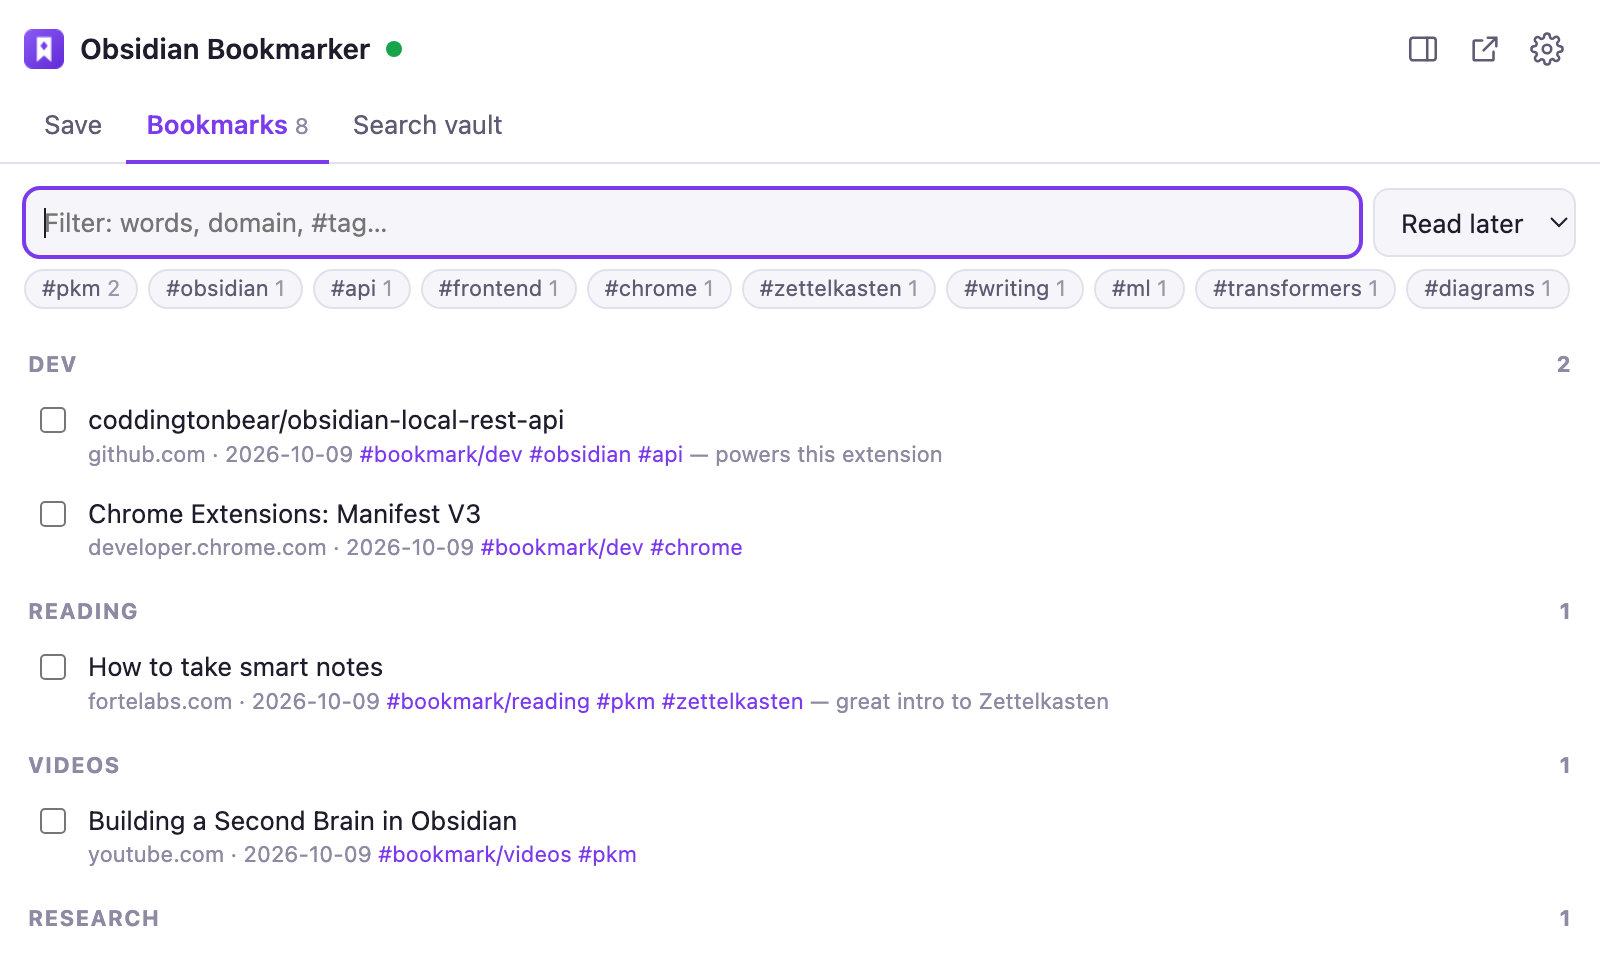 Obsidian Bookmarker
Save Bookmarks 8 Search vault
Filter: words, domain, #tag... Read later
#pkm 2 #obsidian 1 #api 1 #frontend 1 #chrome 1 #zettelkasten 1 #writing 1 #ml 1 #transformers 1 #diagrams 1
DEV 2
coddingtonbear/obsidian-local-rest-api
github.com · 2026-10-09 #bookmark/dev #obsidian #api — powers this extension
Chrome Extensions: Manifest V3
developer.chrome.com · 2026-10-09 #bookmark/dev #chrome
READING 1
How to take smart notes
fortelabs.com · 2026-10-09 #bookmark/reading #pkm #zettelkasten — great intro to Zettelkasten
VIDEOS 1
Building a Second Brain in Obsidian
youtube.com · 2026-10-09 #bookmark/videos #pkm
RESEARCH 1